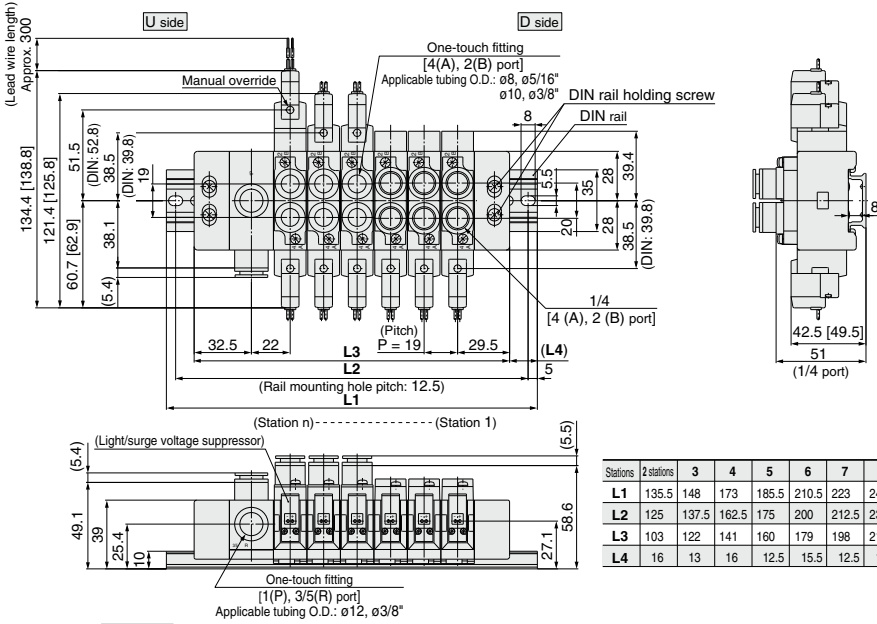 U side
D side
(Lead wire length)
Approx. 300
One-touch fitting
[4(A), 2(B) port]
Applicable tubing O.D.: ø8, ø5/16"
ø10, ø3/8"
Manual override
DIN rail holding screw
DIN rail
8
134.4 [138.8]
121.4 [125.8]
60.7 [62.9]
51.5
(DIN: 52.8)
38.5
(DIN: 39.8)
19
38.1
(5.4)
5.5
20
35
28
28
39.4
38.5
(DIN: 39.8)
8
1/4
[4 (A), 2 (B) port]
(Pitch)
P = 19
32.5
22
29.5
L3
(L4)
L2
5
(Rail mounting hole pitch: 12.5)
L1
42.5 [49.5]
51
(1/4 port)
(Station n)
(Station 1)
(Light/surge voltage suppressor)
(5.4)
(5.5)
49.1
39
25.4
10
27.1
58.6
One-touch fitting
[1(P), 3/5(R) port]
Applicable tubing O.D.: ø12, ø3/8"
Stations 2 stations 3 4 5 6 7
L1 135.5 148 173 185.5 210.5 223
L2 125 137.5 162.5 175 200 212.5
L3 103 122 141 160 179 198
L4 16 13 16 12.5 15.5 12.5